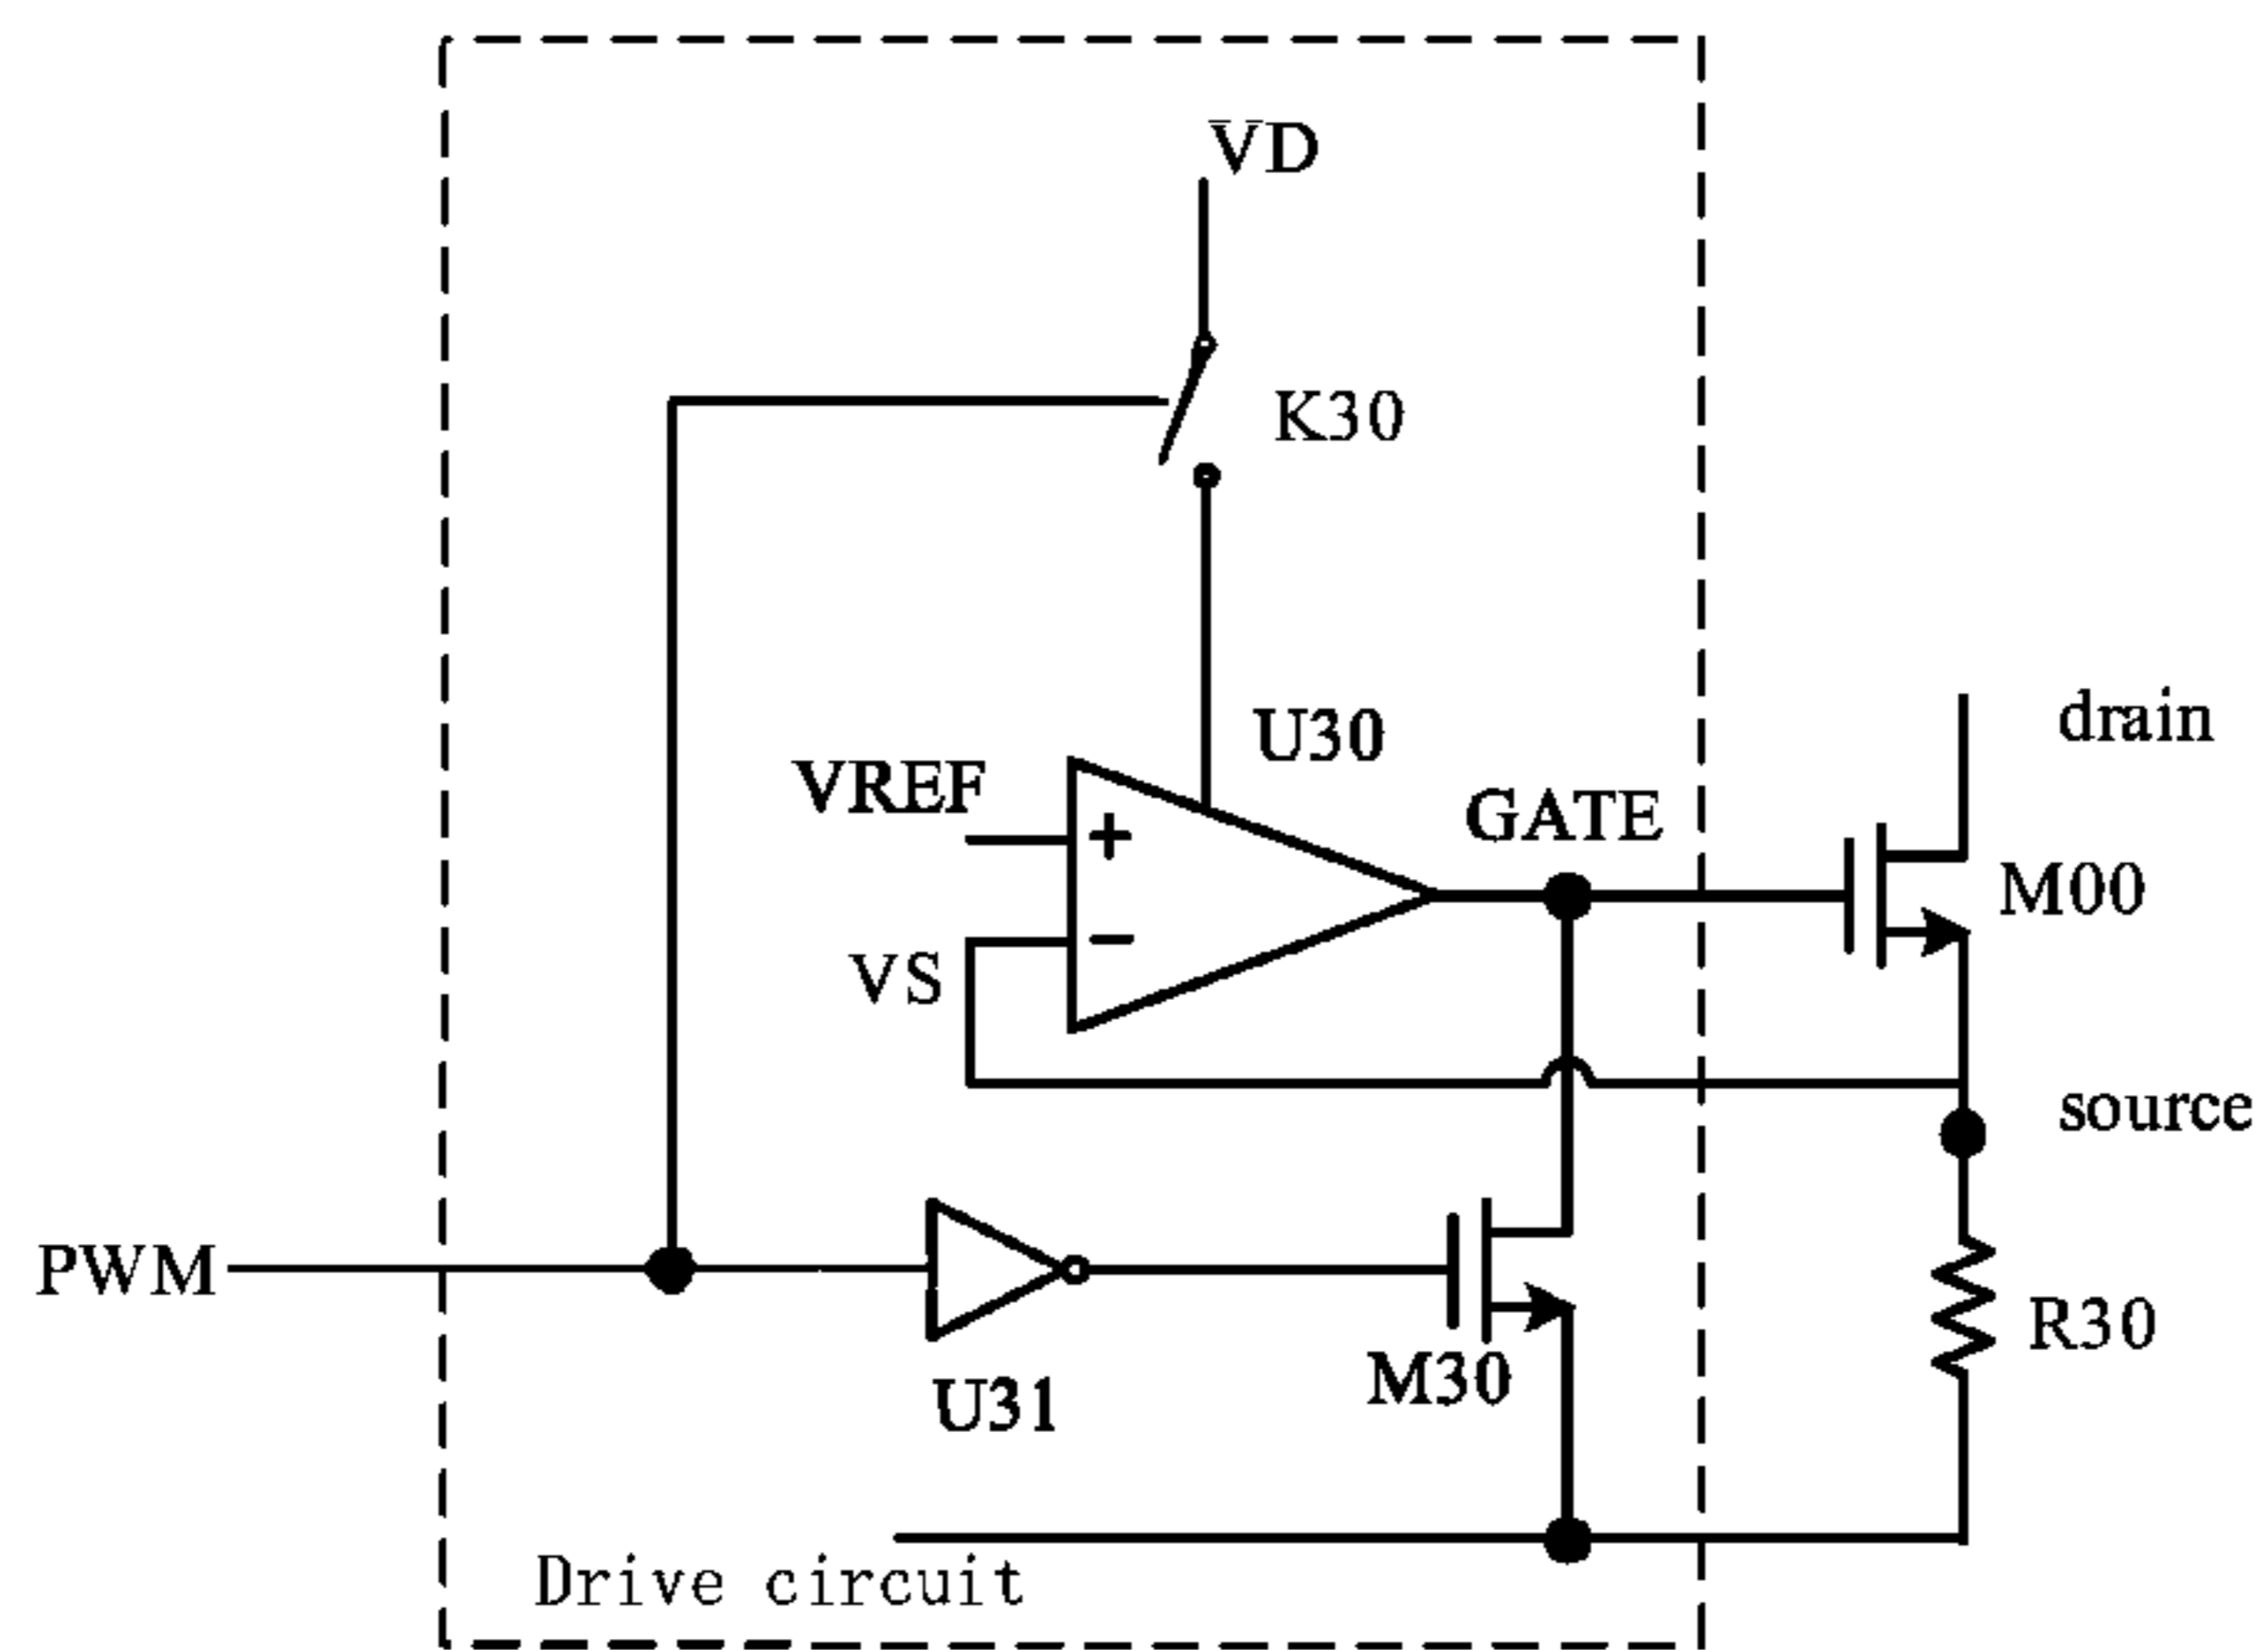 VD
K30
U30
VREF
+
GATE
drain
M00
−
VS
source
PWM
R30
M30
U31
Drive circuit